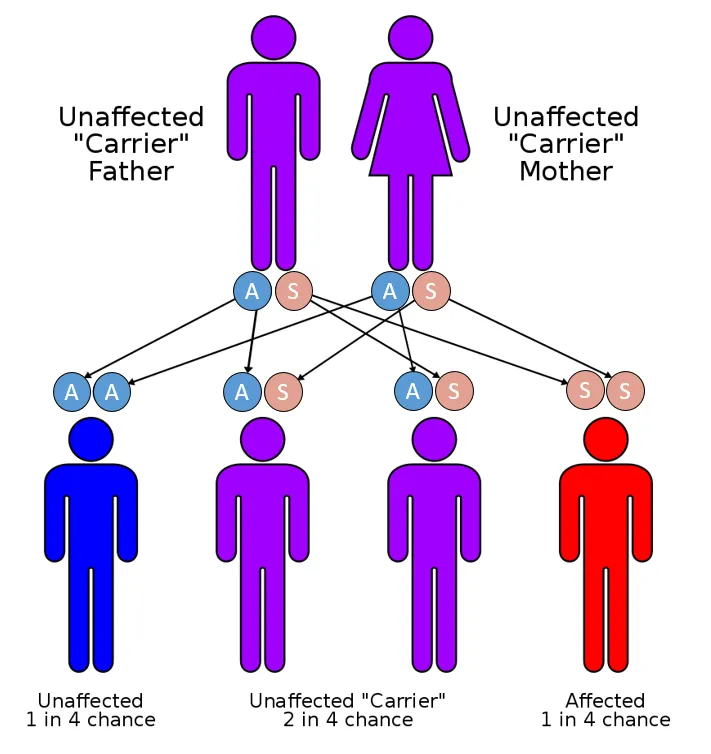 Unaffected
"Carrier"
Father
Unaffected
"Carrier"
Mother
A S A S
A A A S A S S S
Unaffected
1 in 4 chance
Unaffected "Carrier"
2 in 4 chance
Affected
1 in 4 chance